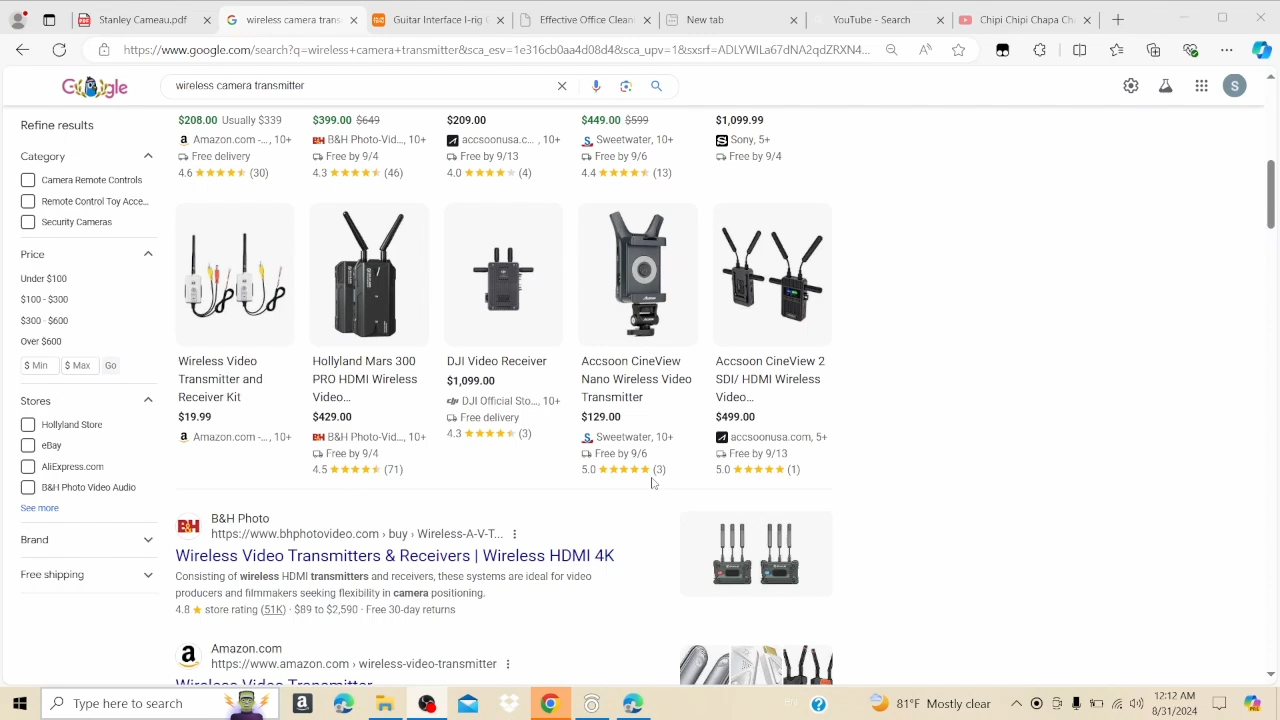 Stanley Cameau.pdf
wireless camera trans
Guitar Interface I-rig
Effective Office Clean
New tab
YouTube - Search
Chipi Chipi Chapa Ch
https://www.google.com/search?q=wireless+camera+transmitter&sca_esv=1e316cb0aa4d08d4&sca_upv=1&sxsrf=ADLYWILa67dNA2qdZRXN4...
Google
wireless camera transmitter
S
Refine results
Category
Camera Remote Controls
Remote Control Toy Acce...
Security Cameras
Price
Under $100
$100 - $300
$300 - $600
Over $600
$ Min $ Max Go
Stores
Hollyland Store
eBay
AliExpress.com
B&H Photo Video Audio
See more
Brand
Free shipping
$208.00 Usually $339
Amazon.com -..., 10+
Free delivery
4.6 (30)
$399.00 $649
B&H Photo-Vid..., 10+
Free by 9/4
4.3 (46)
$209.00
accsoonusa.c..., 10+
Free by 9/13
4.0 (4)
$449.00 $599
Sweetwater, 10+
Free by 9/6
4.4 (13)
$1,099.99
Sony, 5+
Free by 9/4
Wireless Video
Transmitter and
Receiver Kit
$19.99
Amazon.com -..., 10+
Hollyland Mars 300
PRO HDMI Wireless
Video...
$429.00
B&H Photo-Vid..., 10+
Free by 9/4
4.5 (71)
DJI Video Receiver
$1,099.00
DJI Official Sto..., 10+
Free delivery
4.3 (3)
Accsoon CineView
Nano Wireless Video
Transmitter
$129.00
Sweetwater, 10+
Free by 9/6
5.0 (3)
Accsoon CineView 2
SDI/ HDMI Wireless
Video...
$499.00
accsoonusa.com, 5+
Free by 9/13
5.0 (1)
B&H
B&H Photo
https://www.bhphotovideo.com › buy › Wireless-A-V-T...
Wireless Video Transmitters & Receivers | Wireless HDMI 4K
Consisting of wireless HDMI transmitters and receivers, these systems are ideal for video
producers and filmmakers seeking flexibility in camera positioning.
4.8 store rating (51K) · $89 to $2,590 · Free 30-day returns
Amazon.com
https://www.amazon.com › wireless-video-transmitter
Wireless Video Transmitter
Type here to search
81°F Mostly clear
12:12 AM
8/31/2024